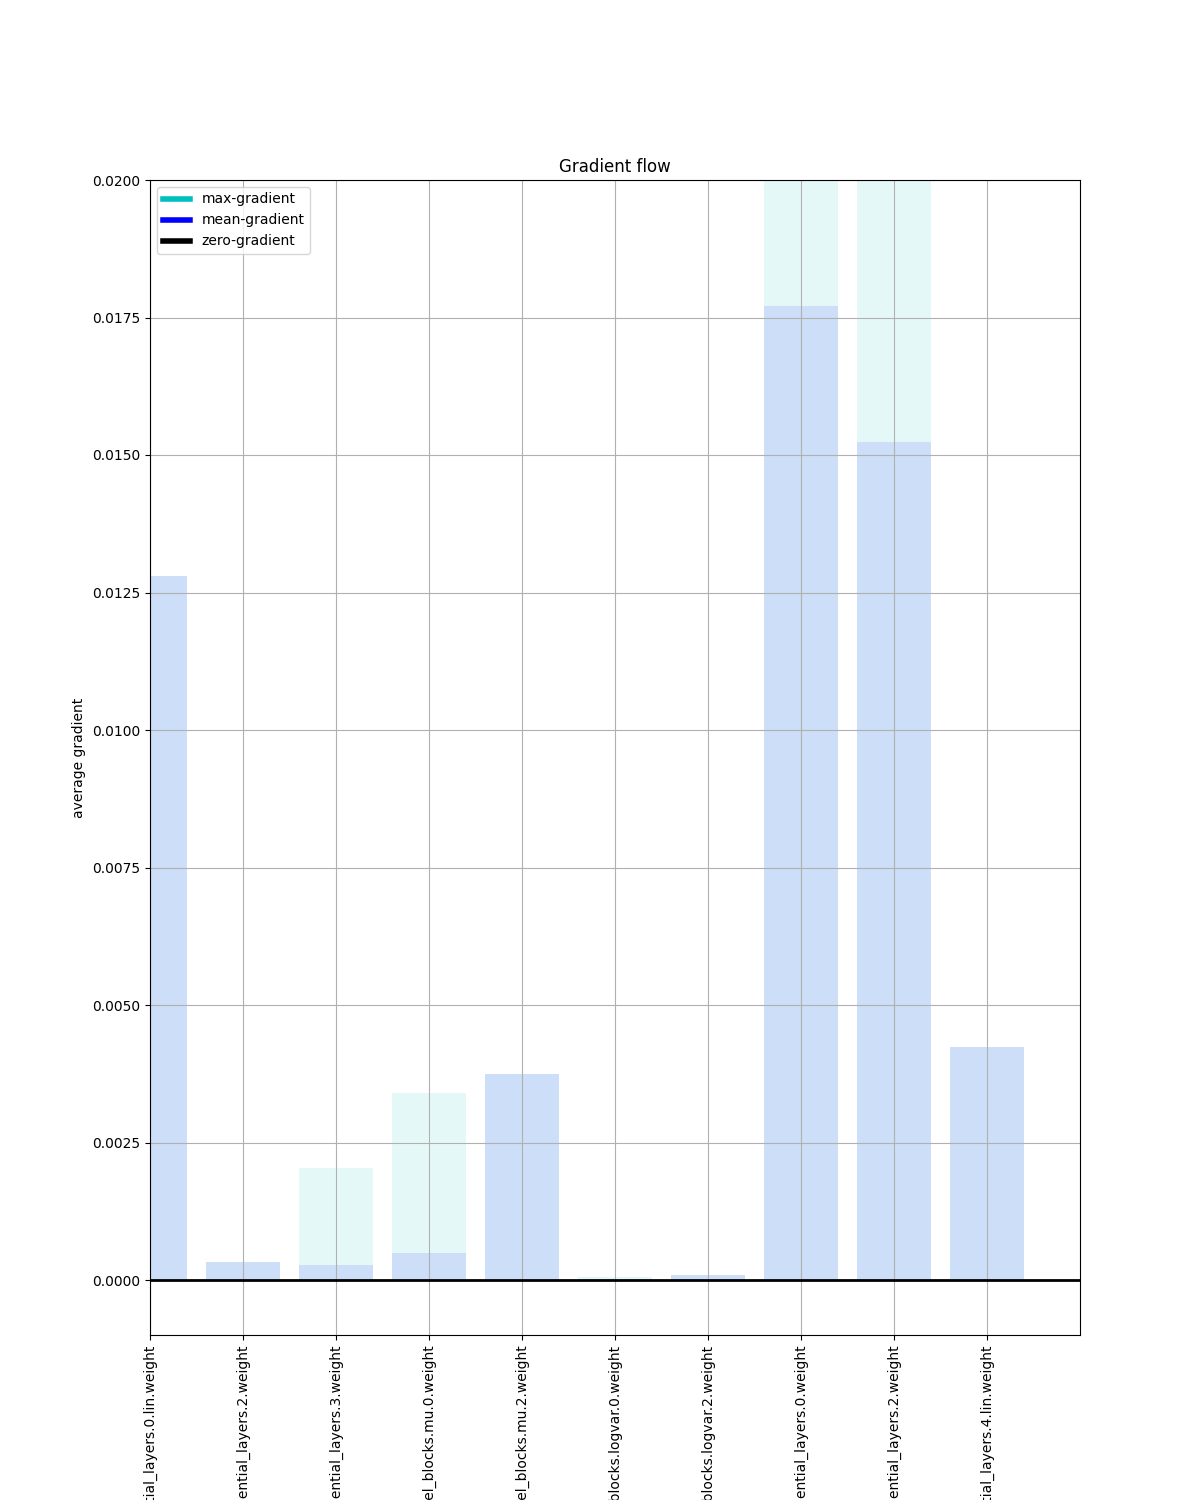 Gradient flow
max-gradient
mean-gradient
zero-gradient
0.0200
0.0175
0.0150
0.0125
0.0100
0.0075
0.0050
0.0025
0.0000
average gradient
tial_layers.0.lin.weight
ential_layers.2.weight
ential_layers.3.weight
el_blocks.mu.0.weight
el_blocks.mu.2.weight
blocks.logvar.0.weight
blocks.logvar.2.weight
ential_layers.0.weight
ential_layers.2.weight
tial_layers.4.lin.weight